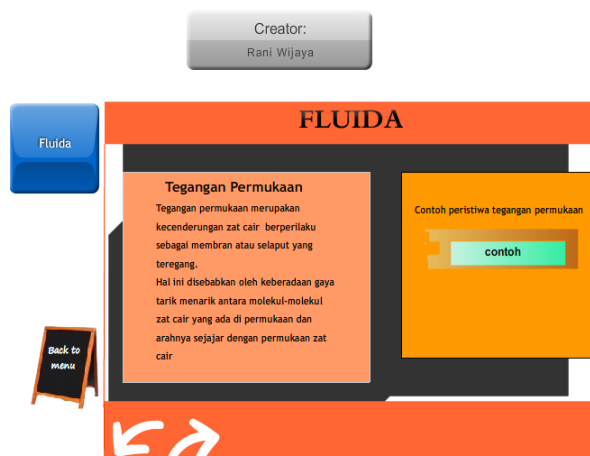 Creator:
Rani Wijaya
FLUIDA
Fluida
Tegangan Permukaan
Tegangan permukaan merupakan
kecenderungan zat cair berperilaku
sebagai membran atau selaput yang
teregang.
Hal ini disebabkan oleh keberadaan gaya
tarik menarik antara molekul-molekul
zat cair yang ada di permukaan dan
arahnya sejajar dengan permukaan zat
cair
Contoh peristiwa tegangan permukaan
contoh
Back to
menu